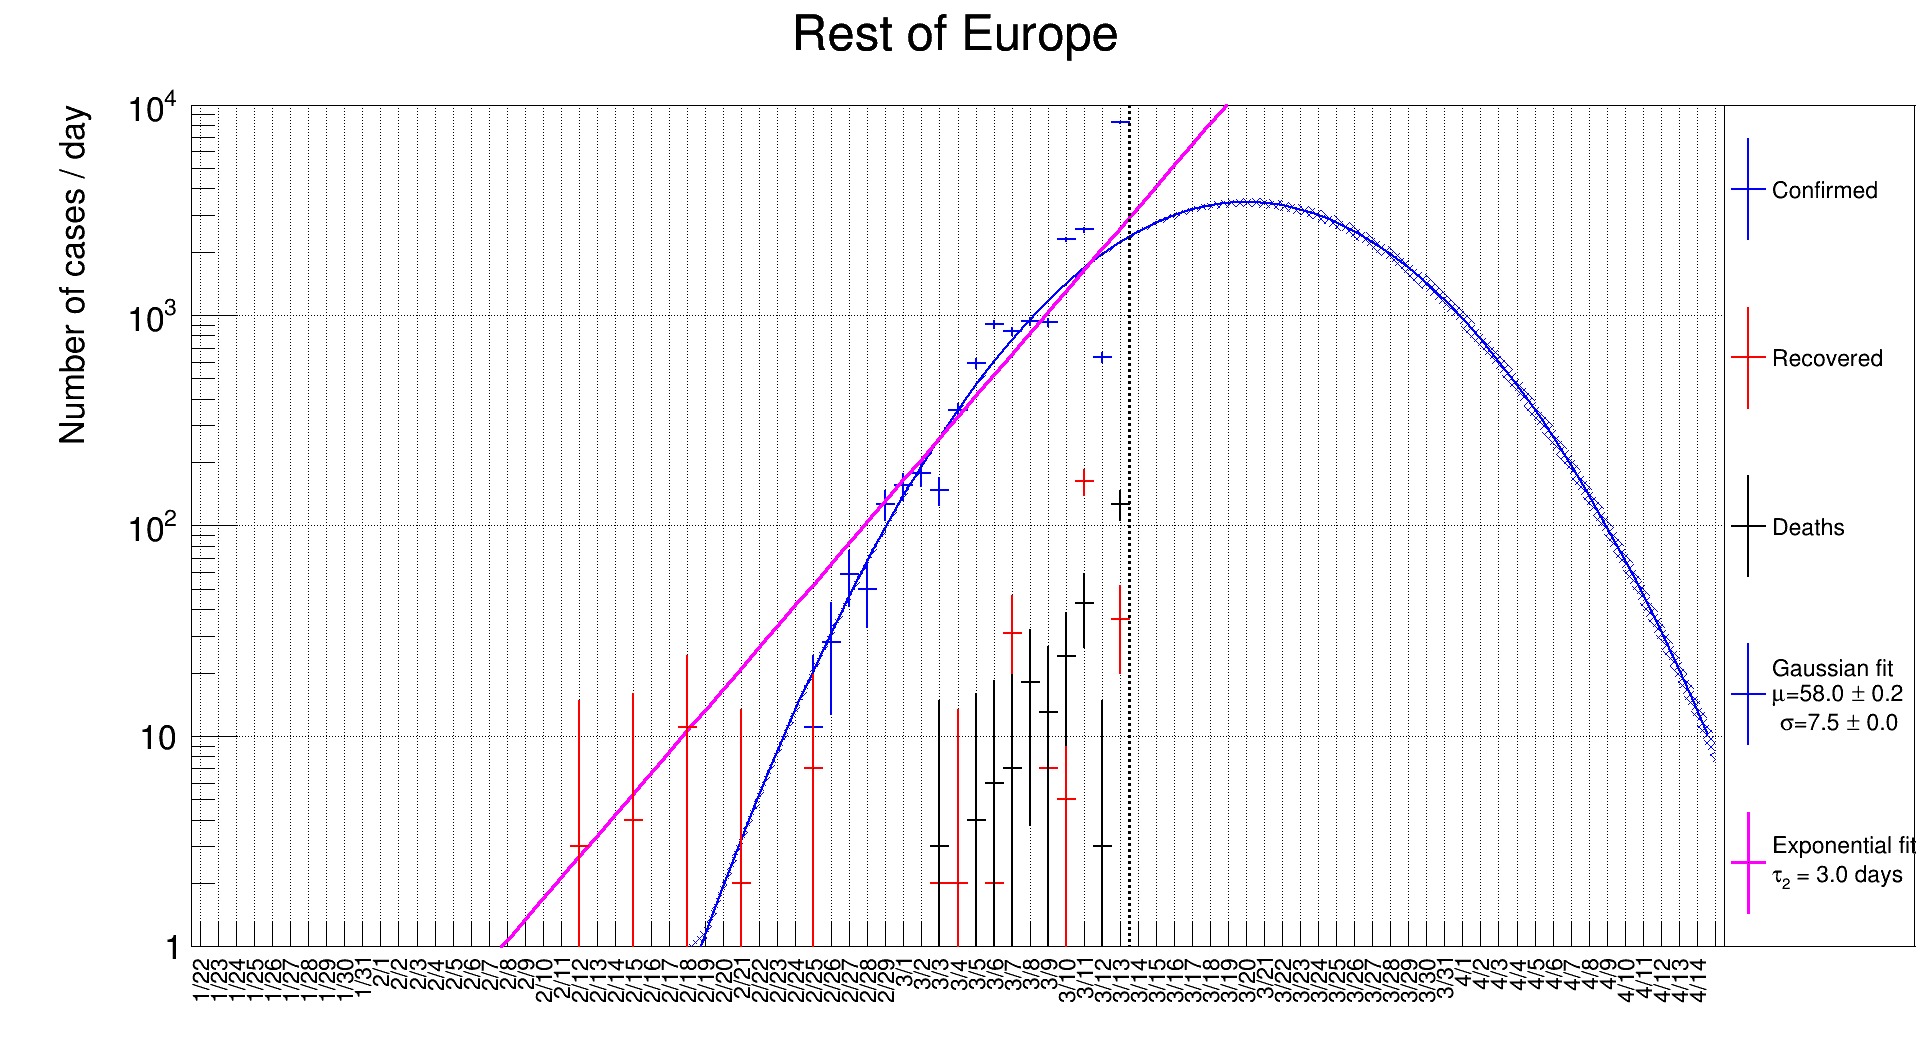 Rest of Europe
Number of cases / day
10⁴
10³
10²
10
1
1/22 1/23 1/24 1/25 1/26 1/27 1/28 1/29 1/30 1/31 2/1 2/2 2/3 2/4 2/5 2/6 2/7 2/8 2/9 2/10 2/11 2/12 2/13 2/14 2/15 2/16 2/17 2/18 2/19 2/20 2/21 2/22 2/23 2/24 2/25 2/26 2/27 2/28 2/29 3/1 3/2 3/3 3/4 3/5 3/6 3/7 3/8 3/9 3/10 3/11 3/12 3/13 3/14 3/15 3/16 3/17 3/18 3/19 3/20 3/21 3/22 3/23 3/24 3/25 3/26 3/27 3/28 3/29 3/30 3/31 4/1 4/2 4/3 4/4 4/5 4/6 4/7 4/8 4/9 4/10 4/11 4/12 4/13 4/14
Confirmed
Recovered
Deaths
Gaussian fit
μ=58.0 ± 0.2
σ=7.5 ± 0.0
Exponential fit
τ₂ = 3.0 days